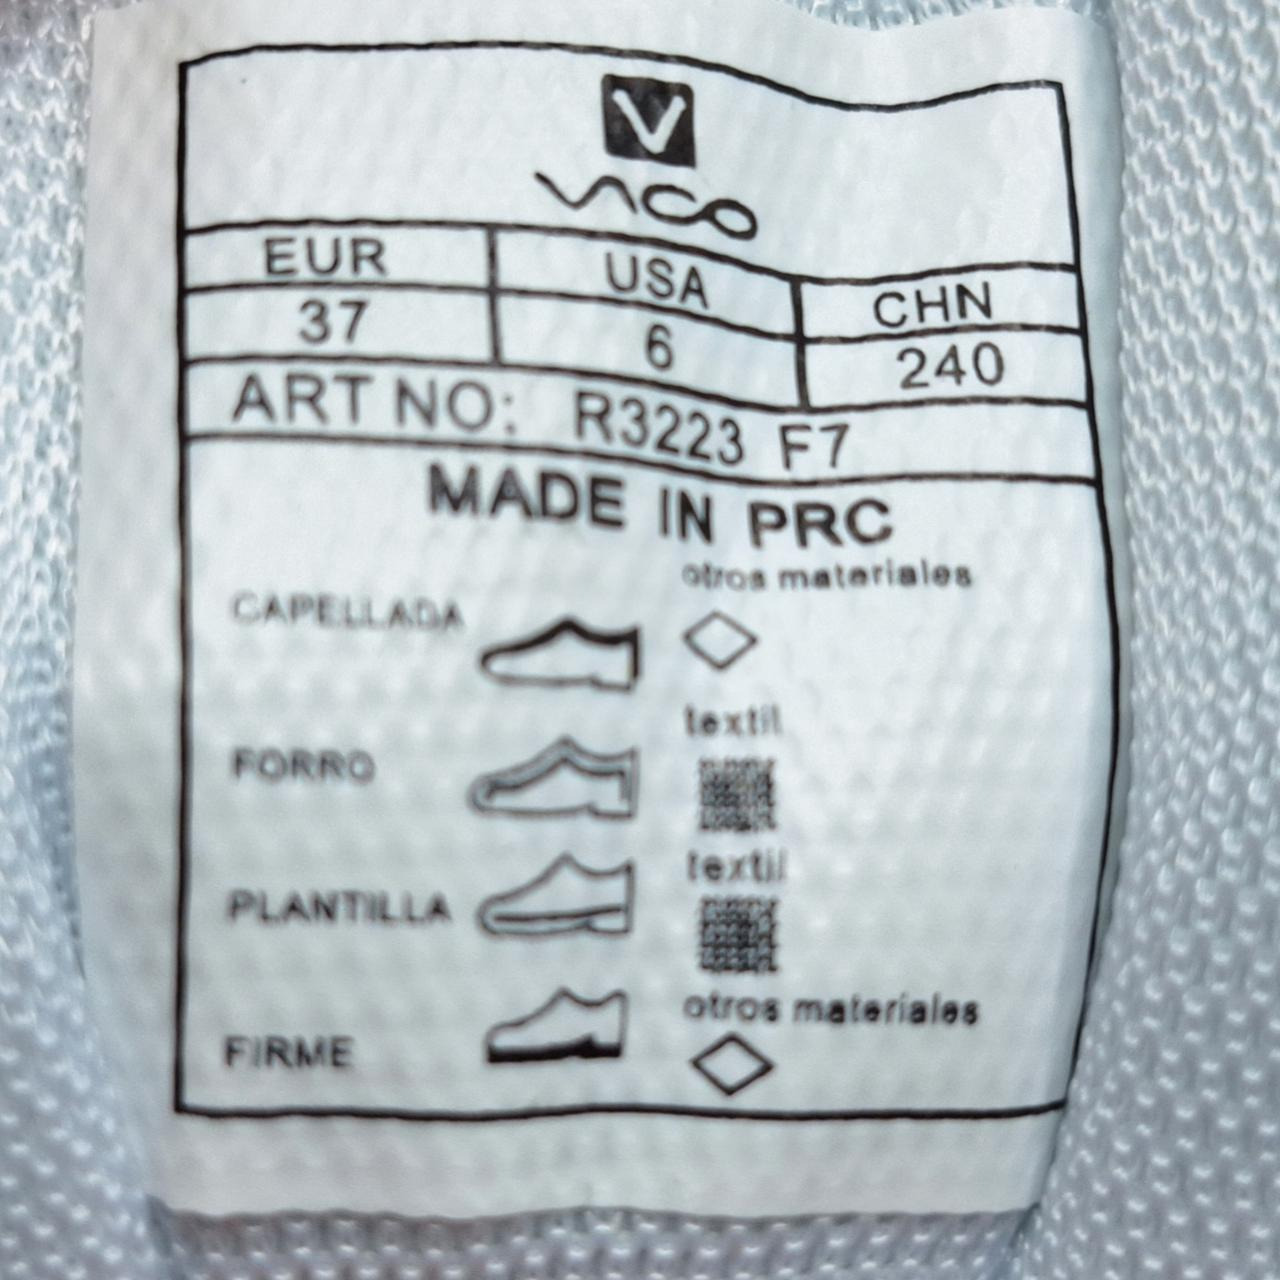 V
VICO
EUR USA CHN
37 6 240
ART NO: R3223 F7
MADE IN PRC
otros materiales
CAPELLADA
textil
FORRO
textil
PLANTILLA
otros materiales
FIRME